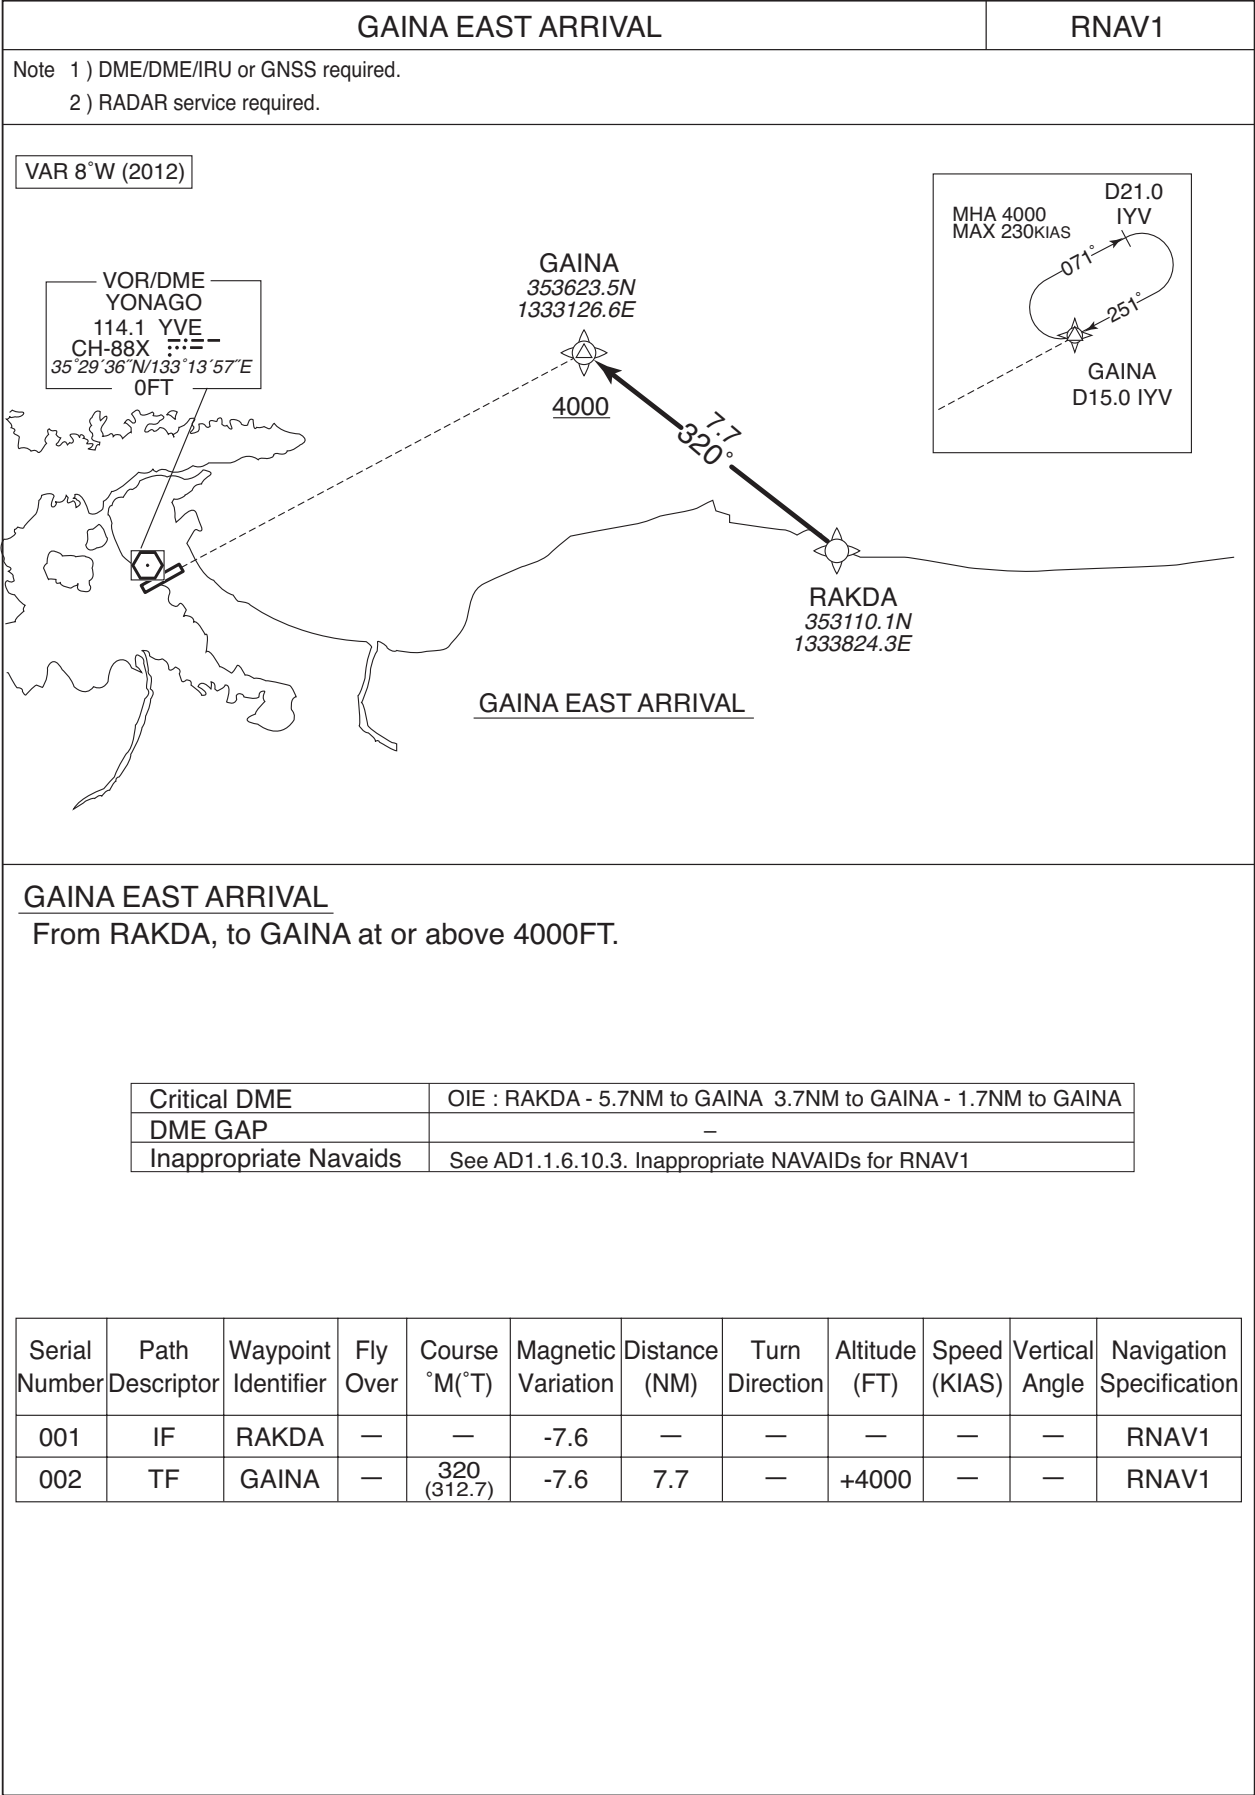 GAINA EAST ARRIVAL RNAV1
Note 1 ) DME/DME/IRU or GNSS required.
2 ) RADAR service required.
VAR 8˚W (2012)
VOR/DME
YONAGO
114.1 YVE
CH-88X
35˚29´36˝N/133˚13´57˝E
0FT
GAINA
353623.5N
1333126.6E
4000
7.7
320˚
RAKDA
353110.1N
1333824.3E
GAINA EAST ARRIVAL
MHA 4000
MAX 230KIAS
D21.0
IYV
071˚
251˚
GAINA
D15.0 IYV
GAINA EAST ARRIVAL
From RAKDA, to GAINA at or above 4000FT.
Critical DME OIE : RAKDA - 5.7NM to GAINA 3.7NM to GAINA - 1.7NM to GAINA
DME GAP –
Inappropriate Navaids See AD1.1.6.10.3. Inappropriate NAVAIDs for RNAV1
Serial Path Waypoint Fly Course Magnetic Distance Turn Altitude Speed Vertical Navigation
Number Descriptor Identifier Over ˚M(˚T) Variation (NM) Direction (FT) (KIAS) Angle Specification
001 IF RAKDA — — -7.6 — — — — — RNAV1
002 TF GAINA — 320 (312.7) -7.6 7.7 — +4000 — — RNAV1